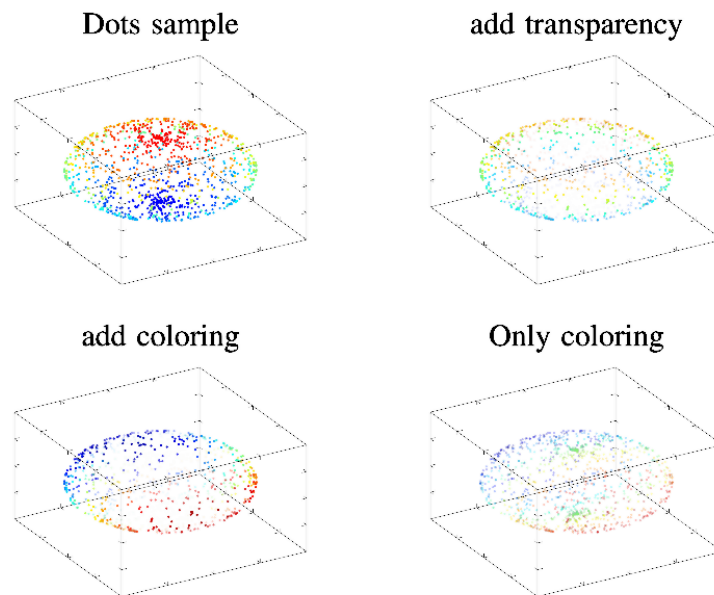 Dots sample
add transparency
add coloring
Only coloring